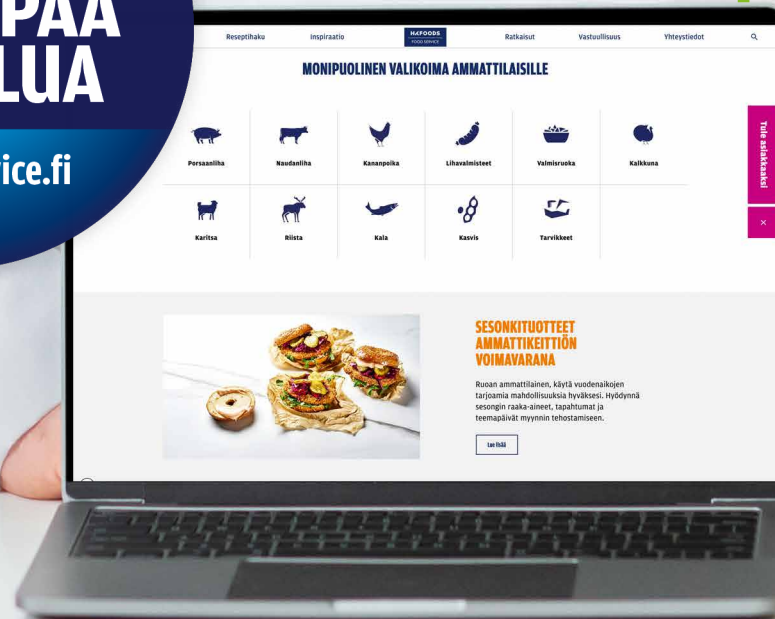 PAA
LUA
ice.fi
Reseptihaku
Inspiraatio
HKFOODS
FOOD SERVICE
Ratkaisut
Vastuullisuus
Yhteystiedot
MONIPUOLINEN VALIKOIMA AMMATTILAISILLE
Porsaanliha
Naudanliha
Kananpoika
Lihavalmisteet
Valmisruoka
Kalkkuna
Karitsa
Riista
Kala
Kasvis
Tarvikkeet
Tule asiakkaaksi
×
SESONKITUOTTEET
AMMATTIKEITTIÖN
VOIMAVARANA
Ruoan ammattilainen, käytä vuodenaikojen
tarjoamia mahdollisuuksia hyväksesi. Hyödynnä
sesongin raaka-aineet, tapahtumat ja
teemapäivät myynnin tehostamiseen.
Lue lisää